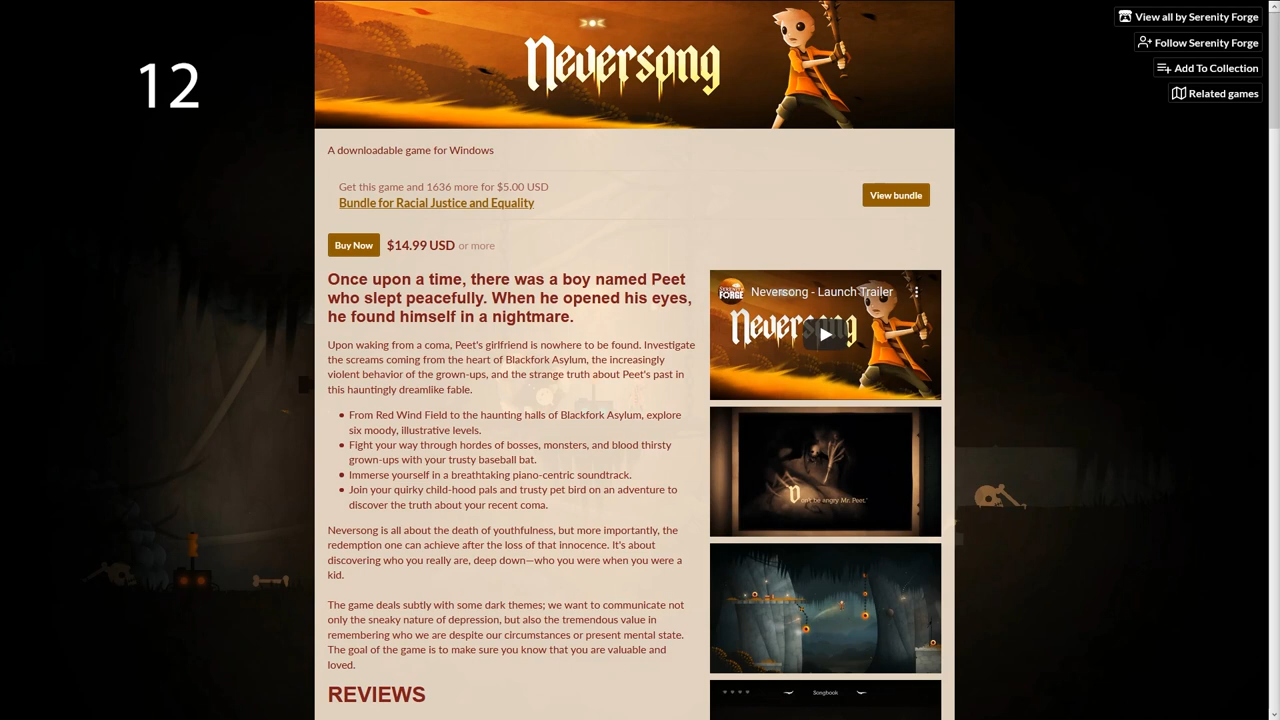 View all by Serenity Forge
Follow Serenity Forge
Add To Collection
Related games
12
Neversong
A downloadable game for Windows
Get this game and 1636 more for $5.00 USD
Bundle for Racial Justice and Equality
View bundle
Buy Now $14.99 USD or more
Once upon a time, there was a boy named Peet
who slept peacefully. When he opened his eyes,
he found himself in a nightmare.
Upon waking from a coma, Peet's girlfriend is nowhere to be found. Investigate
the screams coming from the heart of Blackfork Asylum, the increasingly
violent behavior of the grown-ups, and the strange truth about Peet's past in
this hauntingly dreamlike fable.
• From Red Wind Field to the haunting halls of Blackfork Asylum, explore
six moody, illustrative levels.
• Fight your way through hordes of bosses, monsters, and blood thirsty
grown-ups with your trusty baseball bat.
• Immerse yourself in a breathtaking piano-centric soundtrack.
• Join your quirky child-hood pals and trusty pet bird on an adventure to
discover the truth about your recent coma.
Neversong is all about the death of youthfulness, but more importantly, the
redemption one can achieve after the loss of that innocence. It's about
discovering who you really are, deep down—who you were when you were a
kid.
The game deals subtly with some dark themes; we want to communicate not
only the sneaky nature of depression, but also the tremendous value in
remembering who we are despite our circumstances or present mental state.
The goal of the game is to make sure you know that you are valuable and
loved.
REVIEWS
SERENITY FORGE
Neversong - Launch Trailer
Neversong
Don't be angry Mr. Peet."
Songbook